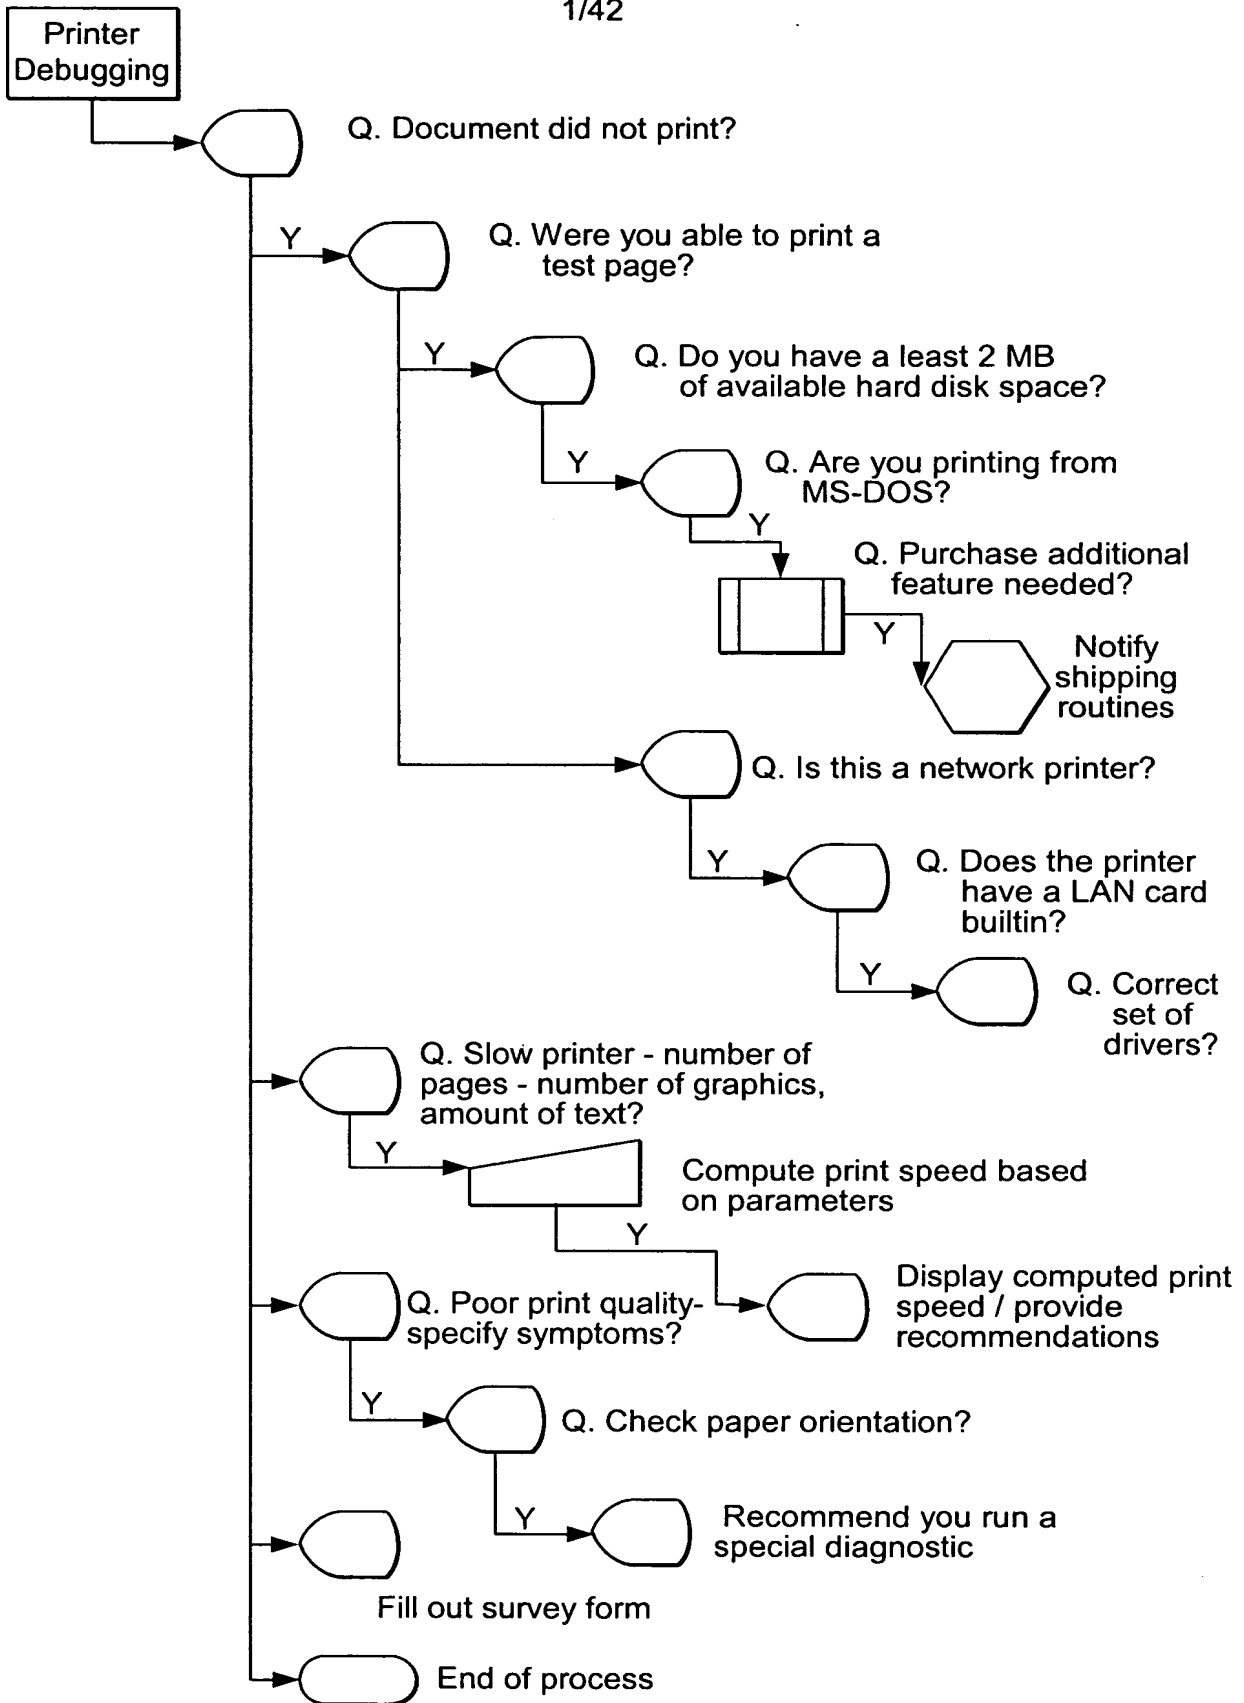 1/42
Printer
Debugging
Q. Document did not print?
Y
Q. Were you able to print a
test page?
Y
Q. Do you have a least 2 MB
of available hard disk space?
Y
Q. Are you printing from
MS-DOS?
Y
Q. Purchase additional
feature needed?
Y
Notify
shipping
routines
Q. Is this a network printer?
Y
Q. Does the printer
have a LAN card
builtin?
Y
Q. Correct
set of
drivers?
Q. Slow printer - number of
pages - number of graphics,
amount of text?
Y
Compute print speed based
on parameters
Y
Display computed print
speed / provide
recommendations
Q. Poor print quality-
specify symptoms?
Y
Q. Check paper orientation?
Y
Recommend you run a
special diagnostic
Fill out survey form
End of process